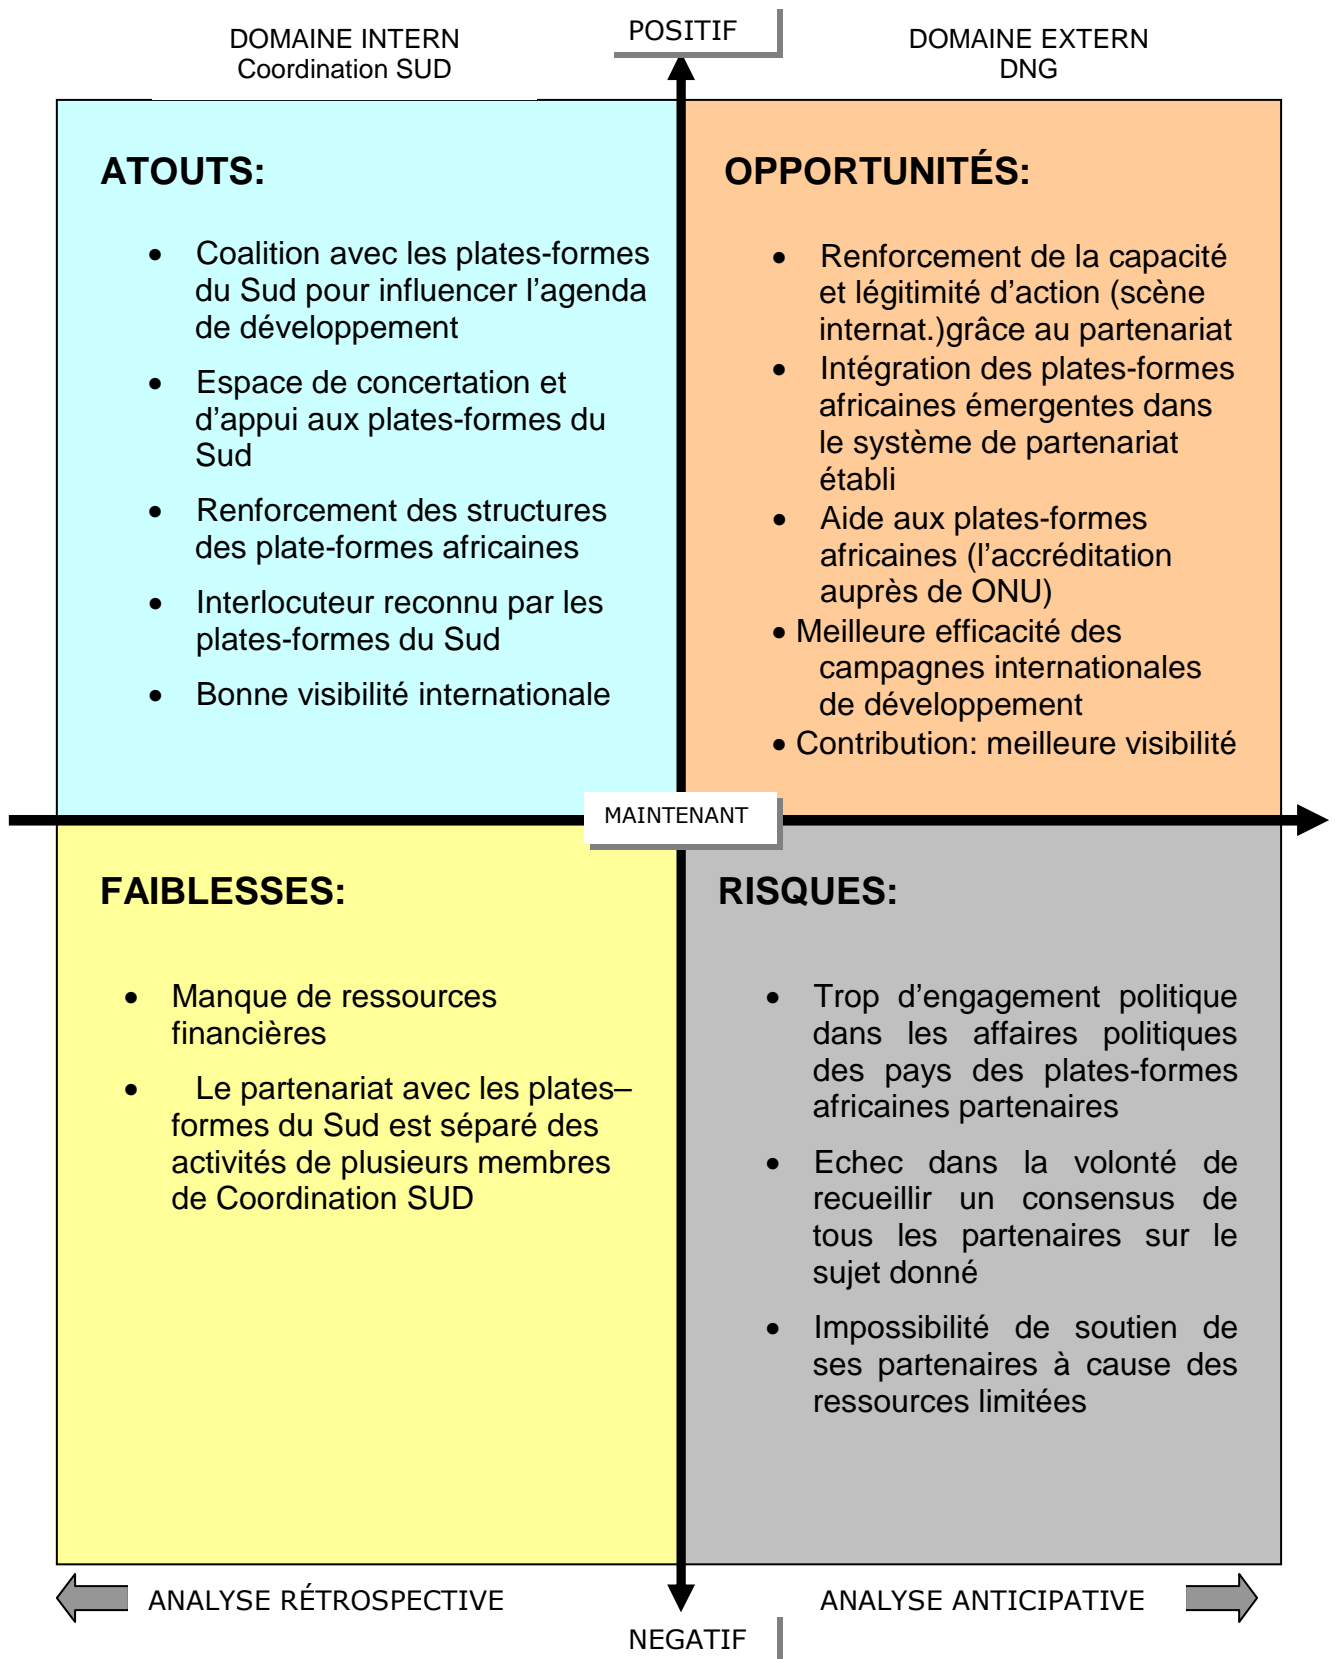 POSITIF
DOMAINE INTERN
Coordination SUD
DOMAINE EXTERN
DNG
ATOUTS:
• Coalition avec les plates-formes
du Sud pour influencer l'agenda
de développement
• Espace de concertation et
d'appui aux plates-formes du
Sud
• Renforcement des structures
des plate-formes africaines
• Interlocuteur reconnu par les
plates-formes du Sud
• Bonne visibilité internationale
OPPORTUNITÉS:
• Renforcement de la capacité
et légitimité d'action (scène
internat.)grâce au partenariat
• Intégration des plates-formes
africaines émergentes dans
le système de partenariat
établi
• Aide aux plates-formes
africaines (l'accréditation
auprès de ONU)
• Meilleure efficacité des
campagnes internationales
de développement
• Contribution: meilleure visibilité
MAINTENANT
FAIBLESSES:
• Manque de ressources
financières
• Le partenariat avec les plates–
formes du Sud est séparé des
activités de plusieurs membres
de Coordination SUD
RISQUES:
• Trop d'engagement politique
dans les affaires politiques
des pays des plates-formes
africaines partenaires
• Echec dans la volonté de
recueillir un consensus de
tous les partenaires sur le
sujet donné
• Impossibilité de soutien de
ses partenaires à cause des
ressources limitées
ANALYSE RÉTROSPECTIVE
ANALYSE ANTICIPATIVE
NEGATIF